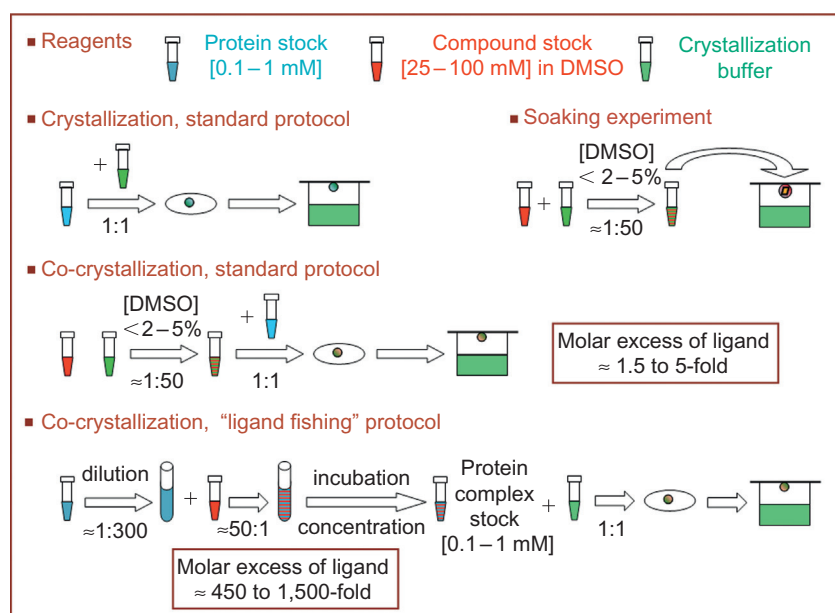 ▪ Reagents
Protein stock
[0.1–1 mM]
Compound stock
[25–100 mM] in DMSO
Crystallization
buffer
▪ Crystallization, standard protocol
+
1:1
▪ Soaking experiment
[DMSO]
< 2–5%
+
≈1:50
▪ Co-crystallization, standard protocol
[DMSO]
<2–5%
+
≈1:50
1:1
Molar excess of ligand
≈ 1.5 to 5-fold
▪ Co-crystallization, “ligand fishing” protocol
dilution
≈1:300
+
≈50:1
incubation
concentration
Protein
complex
stock
[0.1–1 mM]
+
1:1
Molar excess of ligand
≈ 450 to 1,500-fold